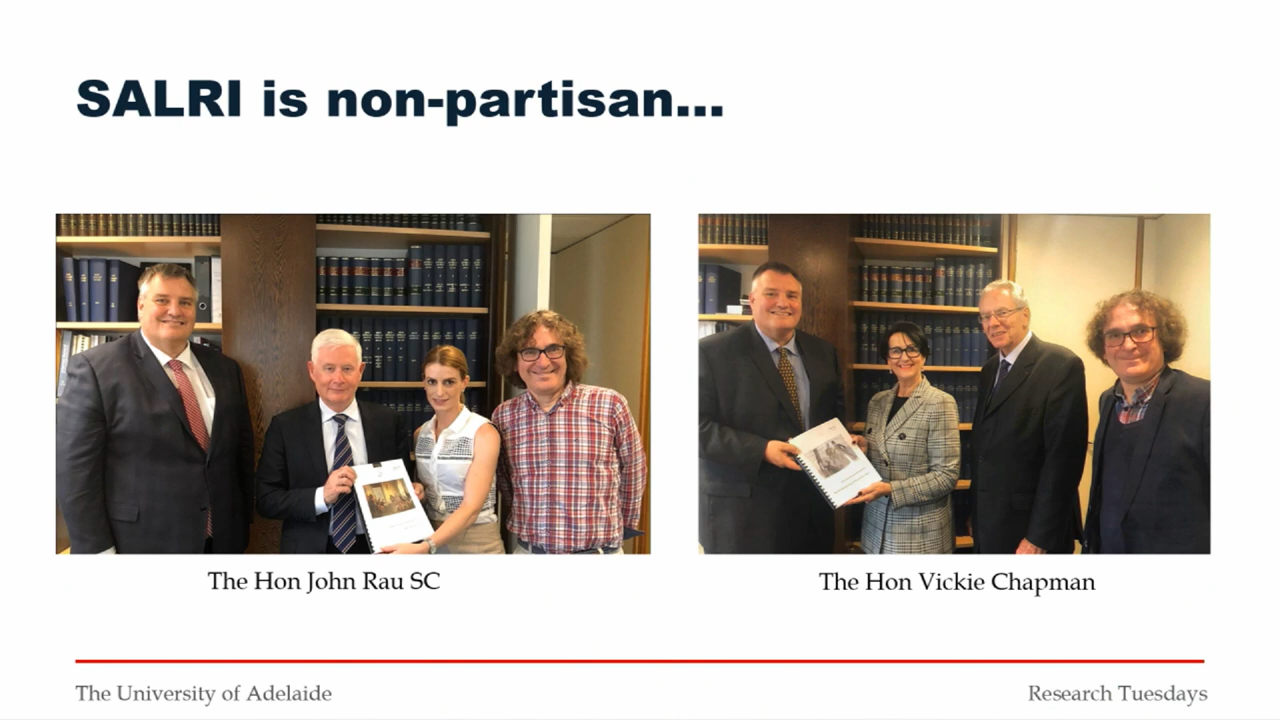 SALRI is non-partisan...
The Hon John Rau SC
The Hon Vickie Chapman
The University of Adelaide
Research Tuesdays